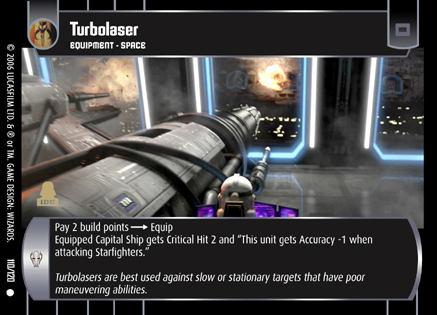 Turbolaser
EQUIPMENT - SPACE
Pay 2 build points → Equip
Equipped Capital Ship gets Critical Hit 2 and "This unit gets Accuracy -1 when
attacking Starfighters."
Turbolasers are best used against slow or stationary targets that have poor
maneuvering abilities.
© 2006 LUCASFILM LTD. & ® or TM. GAME DESIGN: WIZARDS. 110/120 ●